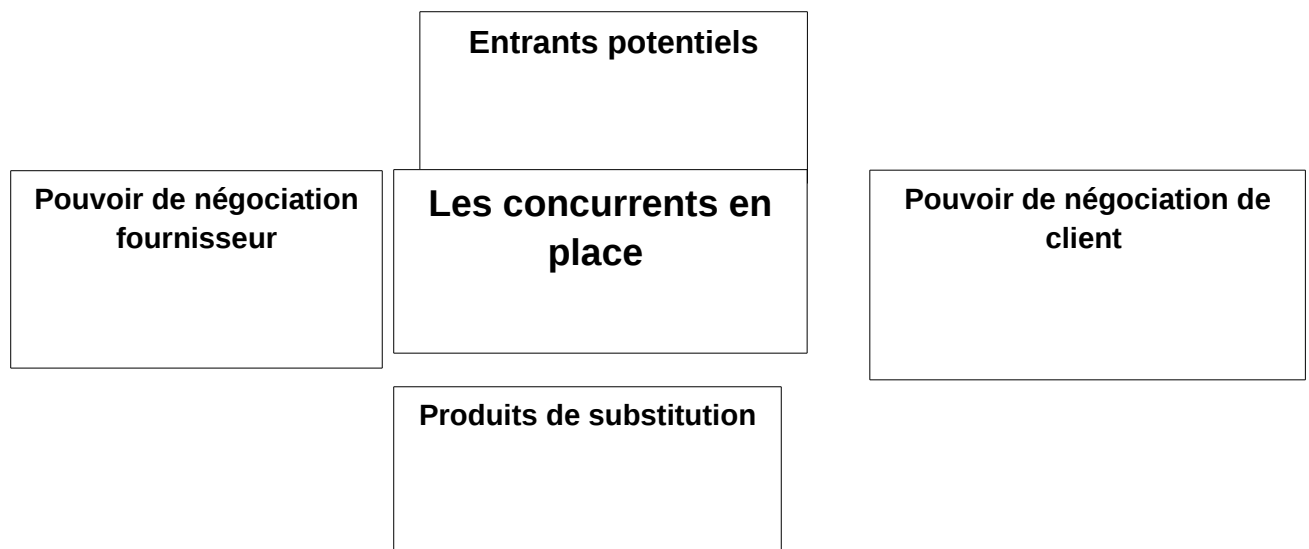 Entrants potentiels
Pouvoir de négociation
fournisseur
Les concurrents en
place
Pouvoir de négociation de
client
Produits de substitution